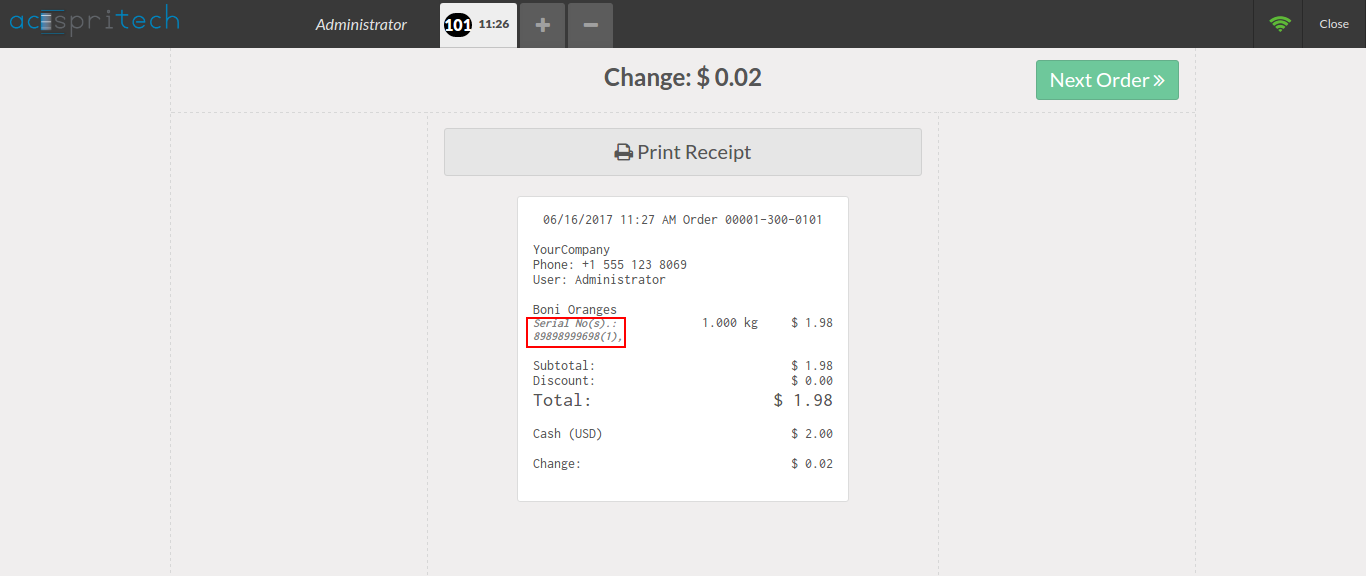 acespritech
Administrator
101 11:26
Close
Change: $ 0.02
Next Order
Print Receipt
06/16/2017 11:27 AM Order 00001-300-0101
YourCompany
Phone: +1 555 123 8069
User: Administrator
Boni Oranges
Serial No(s).:
89898999698(1),
1.000 kg $ 1.98
Subtotal: $ 1.98
Discount: $ 0.00
Total: $ 1.98
Cash (USD) $ 2.00
Change: $ 0.02